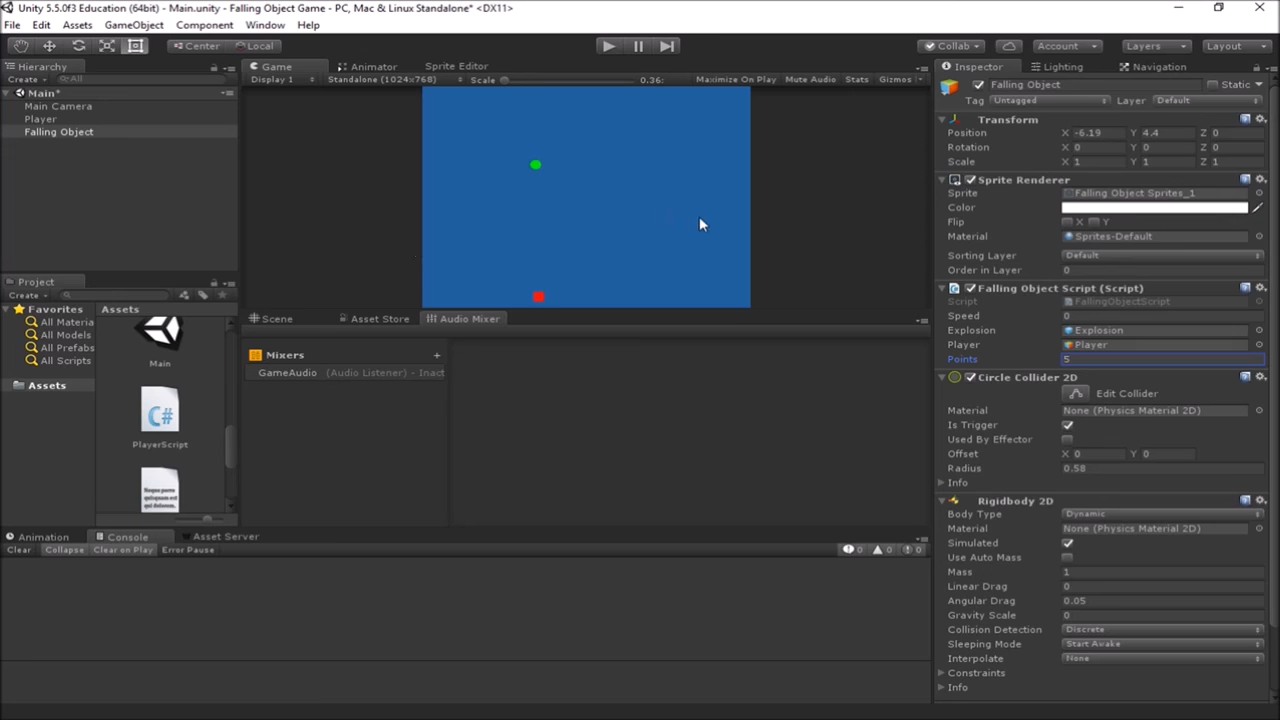 Unity 5.5.0f3 Education (64bit) - Main.unity - Falling Object Game - PC, Mac & Linux Standalone* <DX11>
File Edit Assets GameObject Component Window Help
Center Local Collab Account Layers Layout
Hierarchy
Create All
Main*
Main Camera
Player
Falling Object
Game Animator Sprite Editor
Display 1 Standalone (1024x768) Scale 0.36: Maximize On Play Mute Audio Stats Gizmos
Project
Create
Favorites
All Materia
All Models
All Prefabs
All Scripts
Assets
Assets
Main
C#
PlayerScript
Scene Asset Store Audio Mixer
Mixers +
GameAudio (Audio Listener) - Inact
Animation Console Asset Server
Clear Collapse Clear on Play Error Pause 0 0 0
Inspector Lighting Navigation
Falling Object Static
Tag Untagged Layer Default
Transform
Position X -6.19 Y 4.4 Z 0
Rotation X 0 Y 0 Z 0
Scale X 1 Y 1 Z 1
Sprite Renderer
Sprite Falling Object Sprites_1
Color
Flip X Y
Material Sprites-Default
Sorting Layer Default
Order in Layer 0
Falling Object Script (Script)
Script FallingObjectScript
Speed 0
Explosion Explosion
Player Player
Points 5
Circle Collider 2D
Edit Collider
Material None (Physics Material 2D)
Is Trigger
Used By Effector
Offset X 0 Y 0
Radius 0.58
Info
Rigidbody 2D
Body Type Dynamic
Material None (Physics Material 2D)
Simulated
Use Auto Mass
Mass 1
Linear Drag 0
Angular Drag 0.05
Gravity Scale 0
Collision Detection Discrete
Sleeping Mode Start Awake
Interpolate None
Constraints
Info